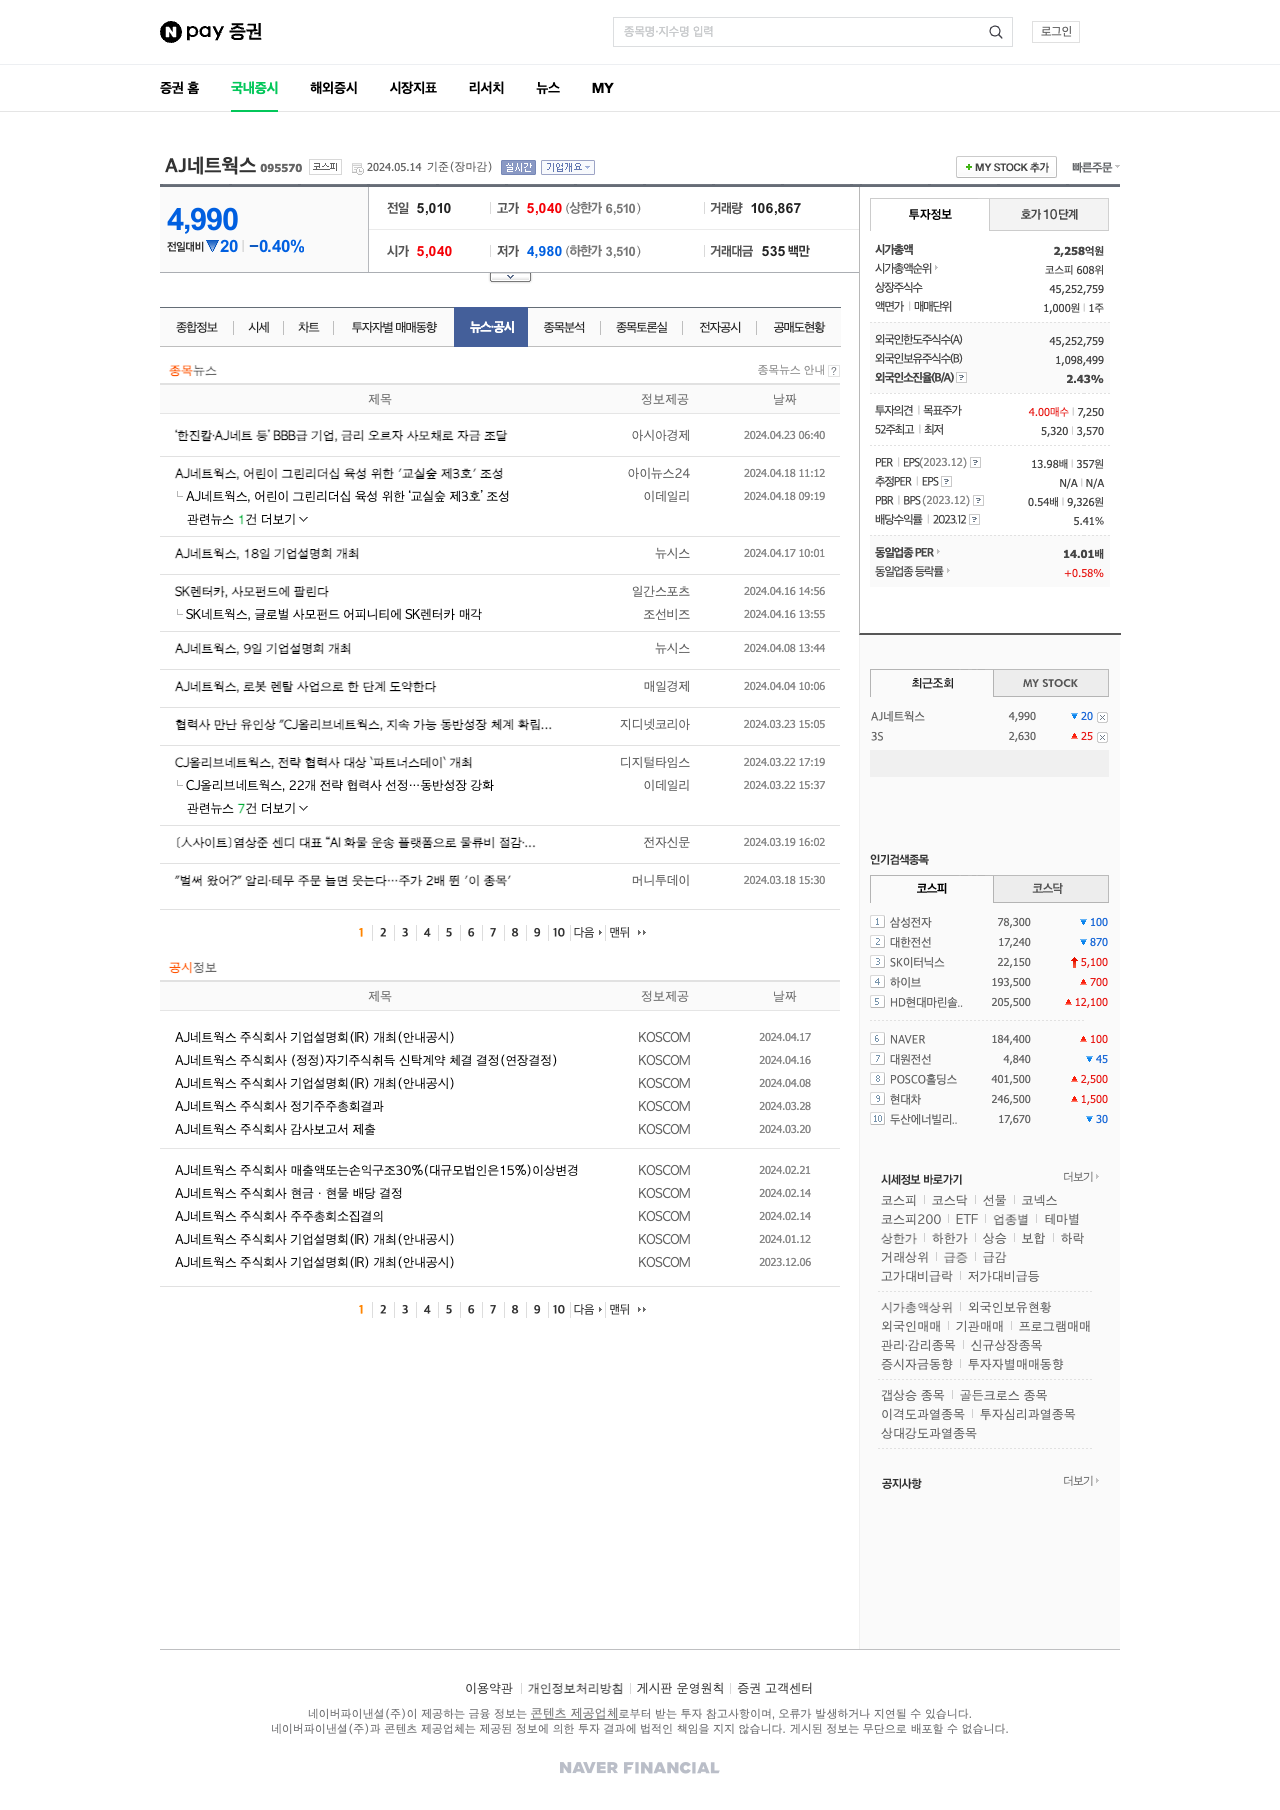 N pay 증권
종목명·지수명 입력
로그인
증권 홈 국내증시 해외증시 시장지표 리서치 뉴스 MY
AJ네트웍스 095570 코스피 2024.05.14 기준(장마감) 실시간 기업개요
MY STOCK 추가 빠른주문
4,990
전일대비 ▼20 | −0.40%
전일 5,010 고가 5,040 (상한가 6,510) 거래량 106,867
시가 5,040 저가 4,980 (하한가 3,510) 거래대금 535 백만
종합정보 시세 차트 투자자별 매매동향 뉴스·공시 종목분석 종목토론실 전자공시 공매도현황
종목뉴스
종목뉴스 안내 ?
제목 정보제공 날짜
'한진칼·AJ네트 등' BBB급 기업, 금리 오르자 사모채로 자금 조달 아시아경제 2024.04.23 06:40
AJ네트웍스, 어린이 그린리더십 육성 위한 '교실숲 제3호' 조성 아이뉴스24 2024.04.18 11:12
└ AJ네트웍스, 어린이 그린리더십 육성 위한 '교실숲 제3호' 조성 이데일리 2024.04.18 09:19
관련뉴스 1건 더보기
AJ네트웍스, 18일 기업설명회 개최 뉴시스 2024.04.17 10:01
SK렌터카, 사모펀드에 팔린다 일간스포츠 2024.04.16 14:56
└ SK네트웍스, 글로벌 사모펀드 어피니티에 SK렌터카 매각 조선비즈 2024.04.16 13:55
AJ네트웍스, 9일 기업설명회 개최 뉴시스 2024.04.08 13:44
AJ네트웍스, 로봇 렌탈 사업으로 한 단계 도약한다 매일경제 2024.04.04 10:06
협력사 만난 유인상 "CJ올리브네트웍스, 지속 가능 동반성장 체계 확립... 지디넷코리아 2024.03.23 15:05
CJ올리브네트웍스, 전략 협력사 대상 '파트너스데이' 개최 디지털타임스 2024.03.22 17:19
└ CJ올리브네트웍스, 22개 전략 협력사 선정…동반성장 강화 이데일리 2024.03.22 15:37
관련뉴스 7건 더보기
[人사이트]염상준 센디 대표 "AI 화물 운송 플랫폼으로 물류비 절감·... 전자신문 2024.03.19 16:02
"벌써 왔어?" 알리·테무 주문 늘면 웃는다…주가 2배 뛴 '이 종목' 머니투데이 2024.03.18 15:30
1 2 3 4 5 6 7 8 9 10 다음 맨뒤
공시정보
제목 정보제공 날짜
AJ네트웍스 주식회사 기업설명회(IR) 개최(안내공시) KOSCOM 2024.04.17
AJ네트웍스 주식회사 (정정)자기주식취득 신탁계약 체결 결정(연장결정) KOSCOM 2024.04.16
AJ네트웍스 주식회사 기업설명회(IR) 개최(안내공시) KOSCOM 2024.04.08
AJ네트웍스 주식회사 정기주주총회결과 KOSCOM 2024.03.28
AJ네트웍스 주식회사 감사보고서 제출 KOSCOM 2024.03.20
AJ네트웍스 주식회사 매출액또는손익구조30%(대규모법인은15%)이상변경 KOSCOM 2024.02.21
AJ네트웍스 주식회사 현금ㆍ현물 배당 결정 KOSCOM 2024.02.14
AJ네트웍스 주식회사 주주총회소집결의 KOSCOM 2024.02.14
AJ네트웍스 주식회사 기업설명회(IR) 개최(안내공시) KOSCOM 2024.01.12
AJ네트웍스 주식회사 기업설명회(IR) 개최(안내공시) KOSCOM 2023.12.06
1 2 3 4 5 6 7 8 9 10 다음 맨뒤
투자정보 호가 10단계
시가총액 2,258억원
시가총액순위 코스피 608위
상장주식수 45,252,759
액면가 | 매매단위 1,000원 | 1주
외국인한도주식수(A) 45,252,759
외국인보유주식수(B) 1,098,499
외국인소진율(B/A) ? 2.43%
투자의견 | 목표주가 4.00매수 | 7,250
52주최고 | 최저 5,320 | 3,570
PER | EPS(2023.12) ? 13.98배 | 357원
추정PER | EPS ? N/A | N/A
PBR | BPS (2023.12) ? 0.54배 | 9,326원
배당수익률 | 2023.12 ? 5.41%
동일업종 PER 14.01배
동일업종 등락률 +0.58%
최근조회 MY STOCK
AJ네트웍스 4,990 ▼ 20
3S 2,630 ▲ 25
인기검색종목
코스피 코스닥
1 삼성전자 78,300 ▼ 100
2 대한전선 17,240 ▼ 870
3 SK이터닉스 22,150 ↑ 5,100
4 하이브 193,500 ▲ 700
5 HD현대마린솔.. 205,500 ▲ 12,100
6 NAVER 184,400 ▲ 100
7 대원전선 4,840 ▼ 45
8 POSCO홀딩스 401,500 ▲ 2,500
9 현대차 246,500 ▲ 1,500
10 두산에너빌리.. 17,670 ▼ 30
시세정보 바로가기 더보기
코스피 | 코스닥 | 선물 | 코넥스
코스피200 | ETF | 업종별 | 테마별
상한가 | 하한가 | 상승 | 보합 | 하락
거래상위 | 급증 | 급감
고가대비급락 | 저가대비급등
시가총액상위 | 외국인보유현황
외국인매매 | 기관매매 | 프로그램매매
관리·감리종목 | 신규상장종목
증시자금동향 | 투자자별매매동향
갭상승 종목 | 골든크로스 종목
이격도과열종목 | 투자심리과열종목
상대강도과열종목
공지사항 더보기
이용약관 | 개인정보처리방침 | 게시판 운영원칙 | 증권 고객센터
네이버파이낸셜(주)이 제공하는 금융 정보는 콘텐츠 제공업체로부터 받는 투자 참고사항이며, 오류가 발생하거나 지연될 수 있습니다.
네이버파이낸셜(주)과 콘텐츠 제공업체는 제공된 정보에 의한 투자 결과에 법적인 책임을 지지 않습니다. 게시된 정보는 무단으로 배포할 수 없습니다.
NAVER FINANCIAL